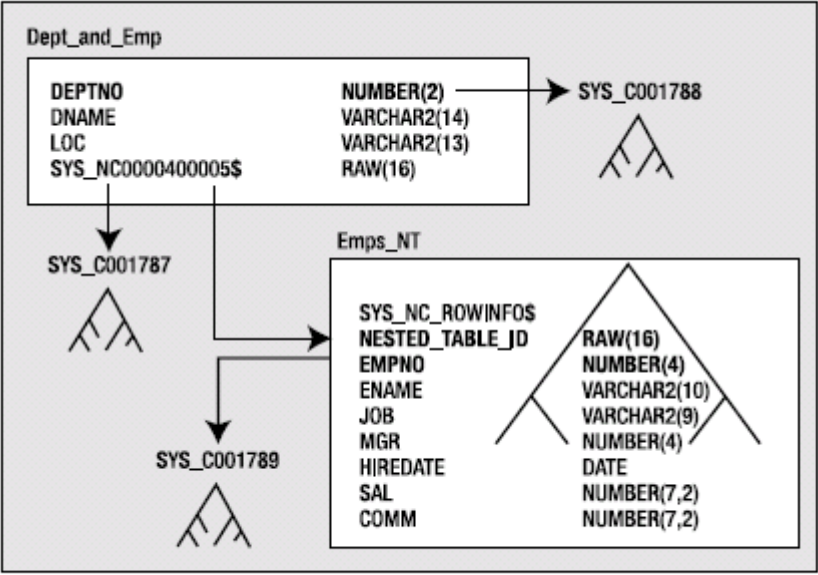 Dept_and_Emp
DEPTNO NUMBER(2) SYS_C001788
DNAME VARCHAR2(14)
LOC VARCHAR2(13)
SYS_NC0000400005$ RAW(16)
SYS_C001787
Emps_NT
SYS_NC_ROWINFO$
NESTED_TABLE_ID RAW(16)
EMPNO NUMBER(4)
ENAME VARCHAR2(10)
JOB VARCHAR2(9)
MGR NUMBER(4)
HIREDATE DATE
SAL NUMBER(7,2)
COMM NUMBER(7,2)
SYS_C001789